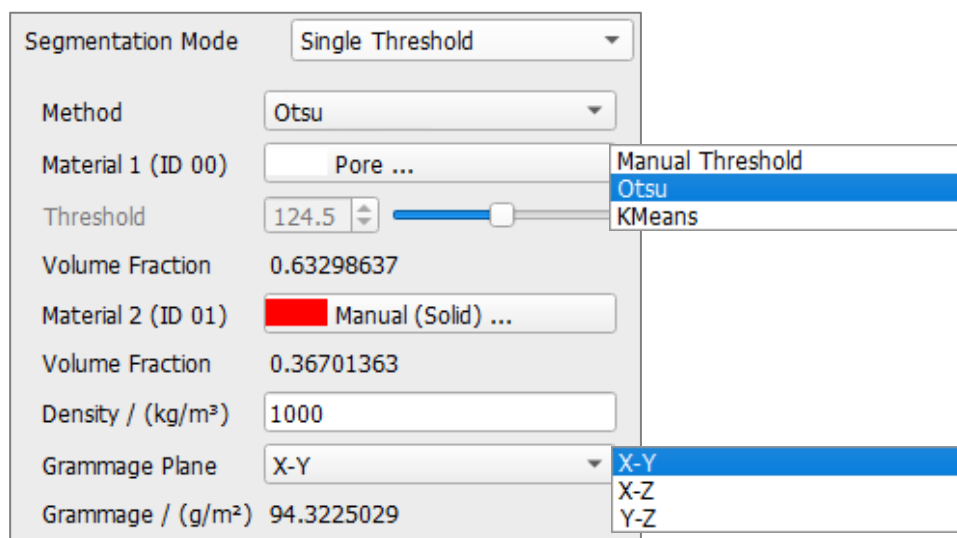 Segmentation Mode Single Threshold
Method Otsu
Material 1 (ID 00) Pore ...
Manual Threshold
Otsu
KMeans
Threshold 124.5
Volume Fraction 0.63298637
Material 2 (ID 01) Manual (Solid) ...
Volume Fraction 0.36701363
Density / (kg/m³) 1000
Grammage Plane X-Y
X-Y
X-Z
Y-Z
Grammage / (g/m²) 94.3225029